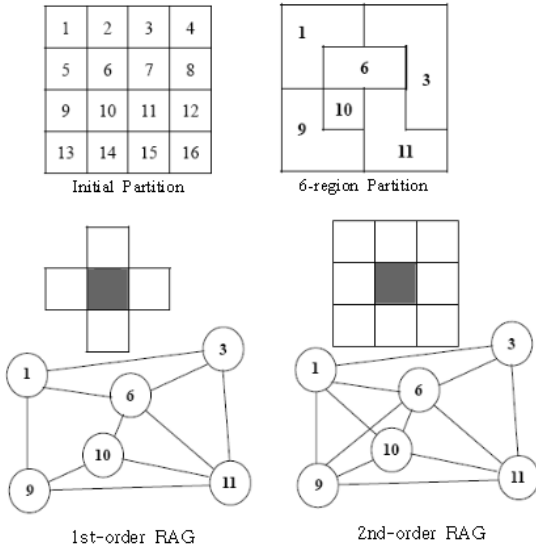 1 2 3 4
5 6 7 8
9 10 11 12
13 14 15 16
Initial Partition
1
6
3
10
9
11
6-region Partition
3
1
6
10
9
11
1st-order RAG
3
1
6
10
9
11
2nd-order RAG